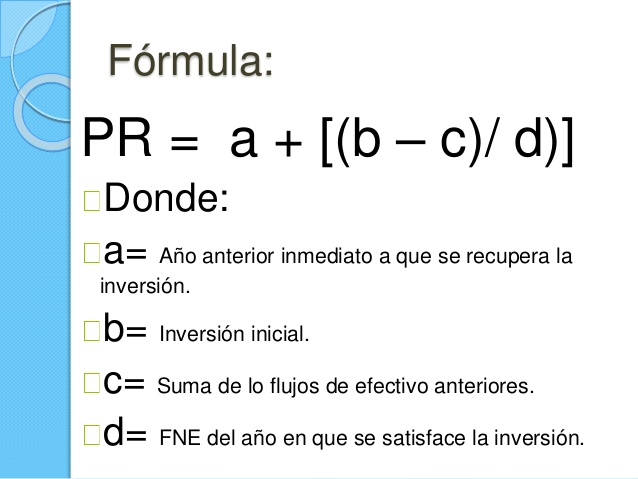 Fórmula:
PR = a + [(b – c)/ d)]
Donde:
a= Año anterior inmediato a que se recupera la
inversión.
b= Inversión inicial.
c= Suma de lo flujos de efectivo anteriores.
d= FNE del año en que se satisface la inversión.